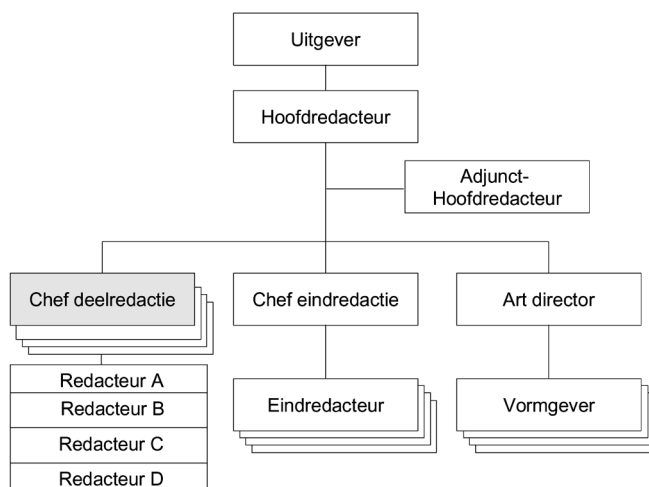 Uitgever
Hoofdredacteur
Adjunct-
Hoofdredacteur
Chef deelredactie
Chef eindredactie
Art director
Redacteur A
Redacteur B
Redacteur C
Redacteur D
Eindredacteur
Vormgever